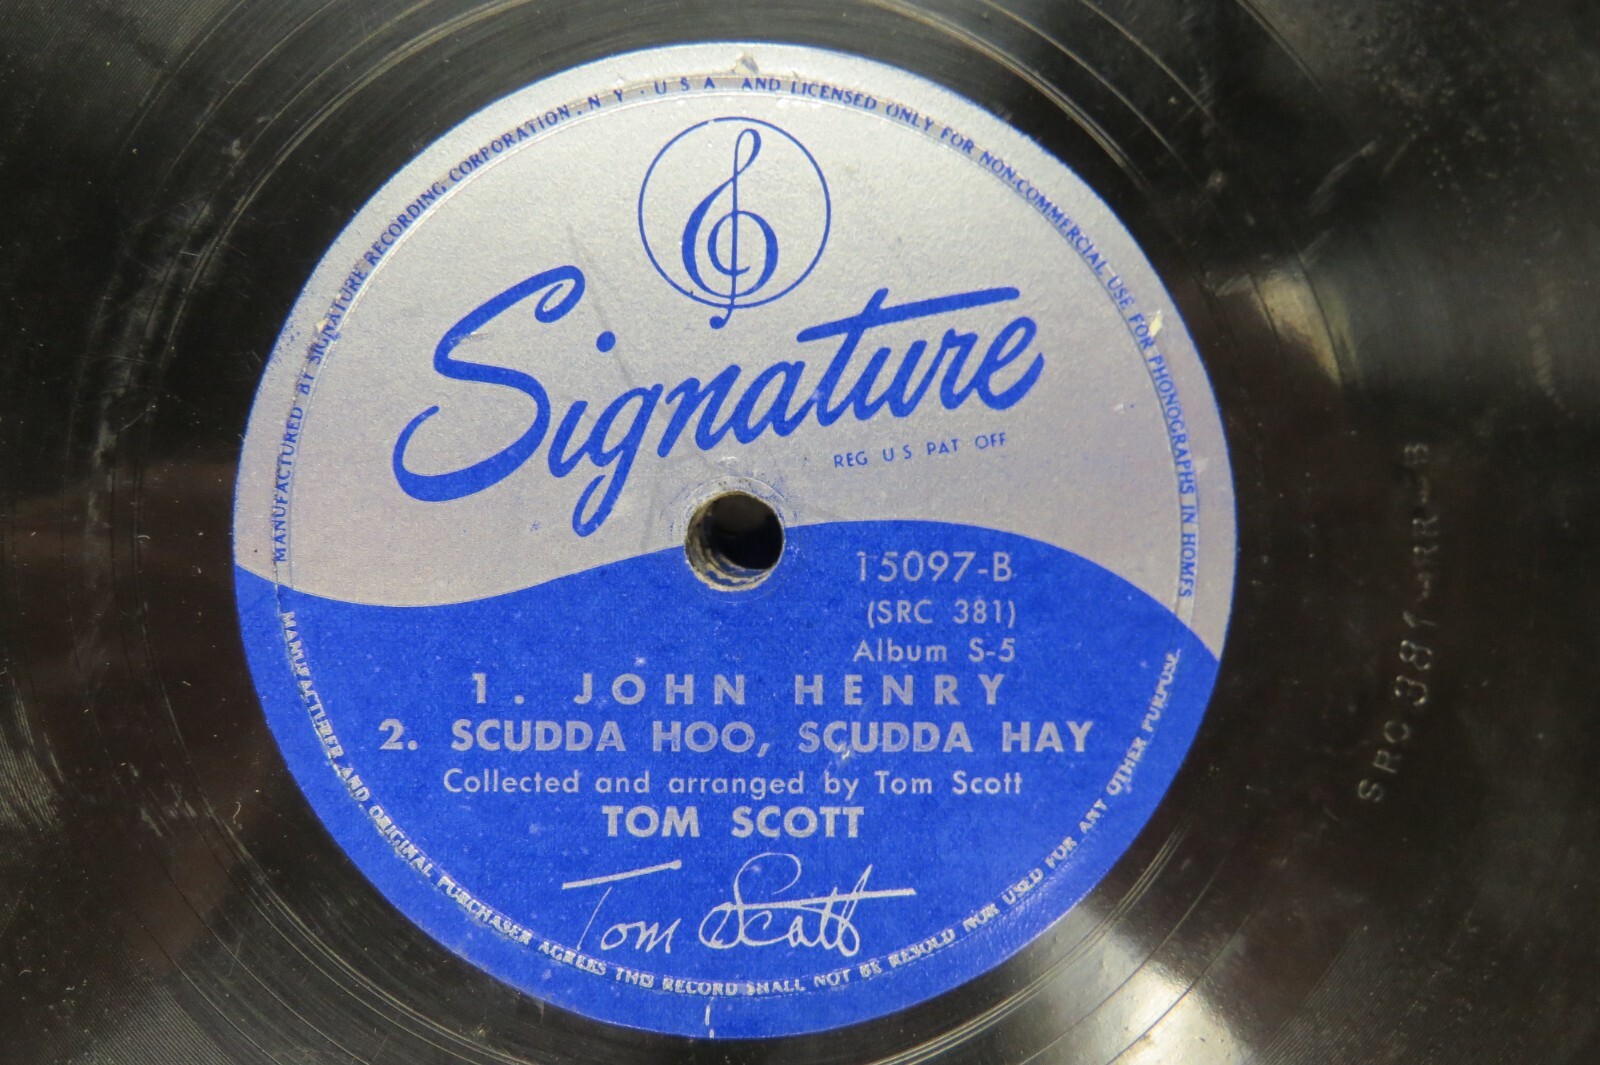 MANUFACTURED BY SIGNATURE RECORDING CORPORATION, N Y · U S A AND LICENSED ONLY FOR NON-COMMERCIAL USE FOR PHONOGRAPHS IN HOMES
Signature
REG U S PAT OFF
15097-B
(SRC 381)
Album S-5
1. JOHN HENRY
2. SCUDDA HOO, SCUDDA HAY
Collected and arranged by Tom Scott
TOM SCOTT
Tom Scott
MANUFACTURER AND ORIGINAL PURCHASER AGREES THIS RECORD SHALL NOT BE RESOLD NOR USED FOR ANY OTHER PURPOSE